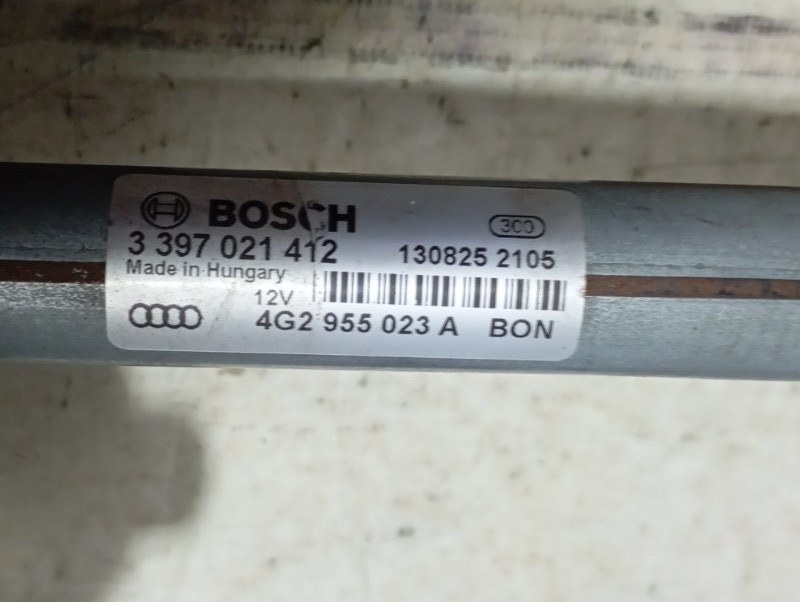 BOSCH 300
3 397 021 412 130825 2105
Made in Hungary
12V
4G2 955 023 A BON